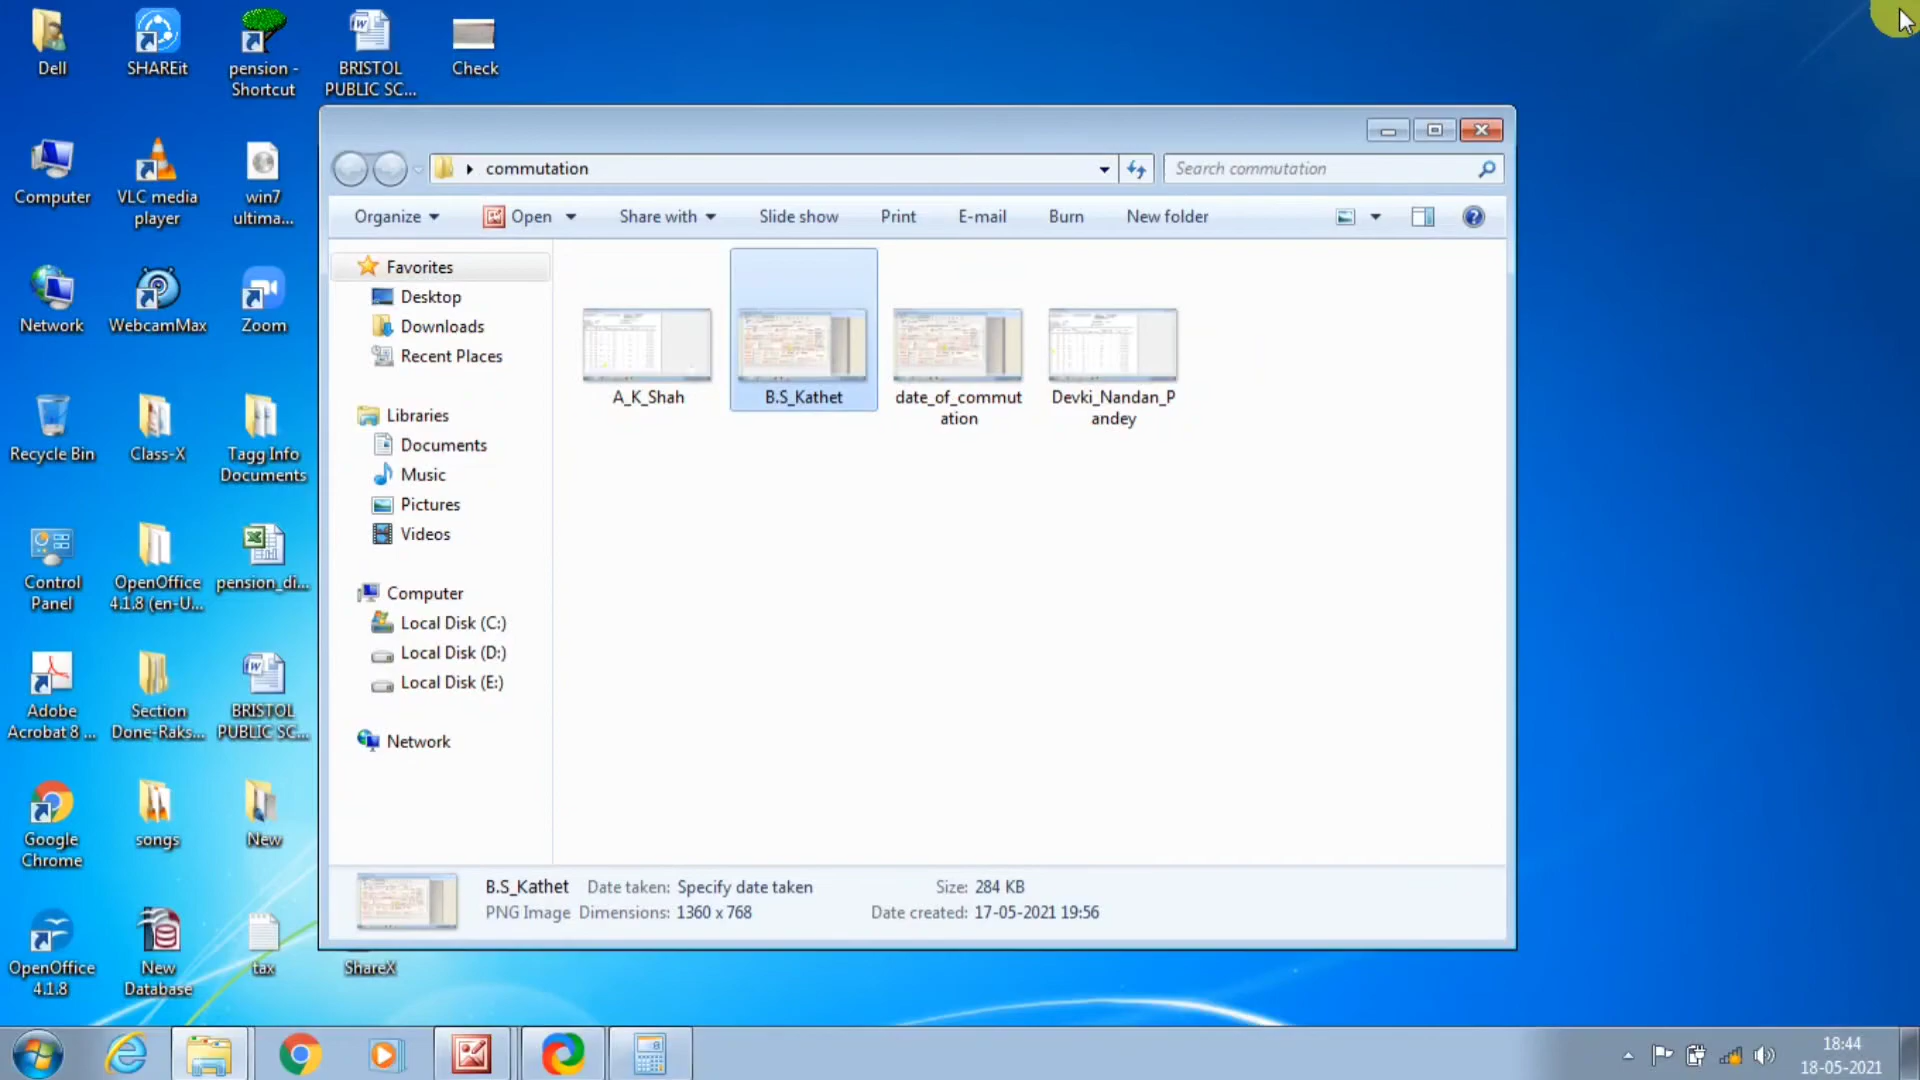 Dell
SHAREit
pension -
Shortcut
BRISTOL
PUBLIC SC...
Check
Computer
VLC media
player
win7
ultima...
Network
WebcamMax
Zoom
Recycle Bin
Class-X
Tagg Info
Documents
Control
Panel
OpenOffice
4.1.8 (en-U...
pension_di...
Adobe
Acrobat 8 ...
Section
Done-Raks...
BRISTOL
PUBLIC SC...
Google
Chrome
songs
New
OpenOffice
4.1.8
New
Database
tax
ShareX
commutation
Search commutation
Organize
Open
Share with
Slide show
Print
E-mail
Burn
New folder
Favorites
Desktop
Downloads
Recent Places
Libraries
Documents
Music
Pictures
Videos
Computer
Local Disk (C:)
Local Disk (D:)
Local Disk (E:)
Network
A_K_Shah
B.S_Kathet
date_of_commut
ation
Devki_Nandan_P
andey
B.S_Kathet Date taken: Specify date taken Size: 284 KB
PNG Image Dimensions: 1360 x 768 Date created: 17-05-2021 19:56
18:44
18-05-2021